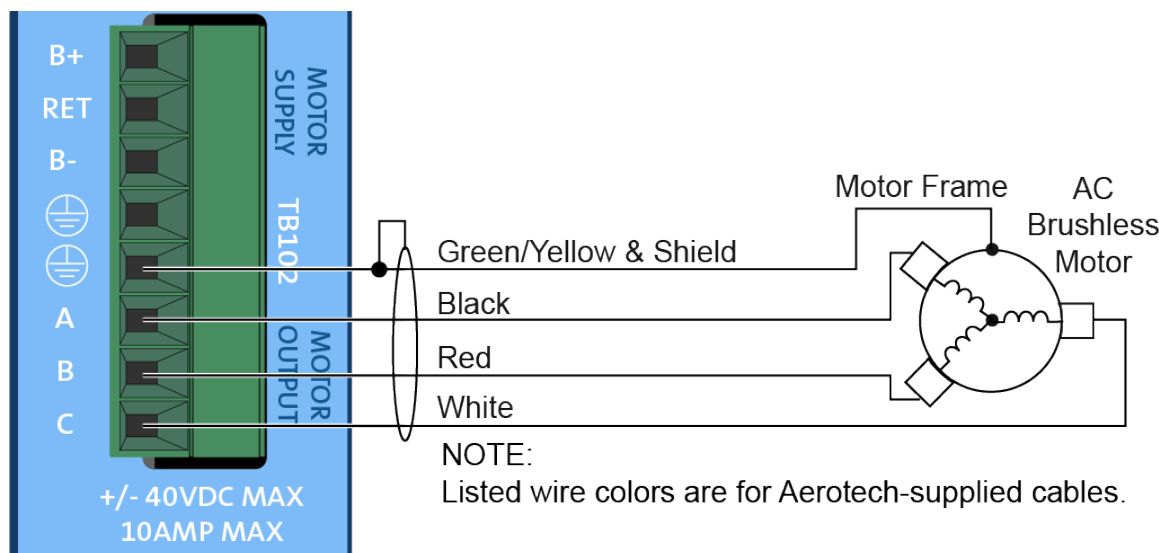 B+
RET
B-
A
B
C
MOTOR
SUPPLY
TB102
MOTOR
OUTPUT
+/- 40VDC MAX
10AMP MAX
Motor Frame
AC
Brushless
Motor
Green/Yellow & Shield
Black
Red
White
NOTE:
Listed wire colors are for Aerotech-supplied cables.